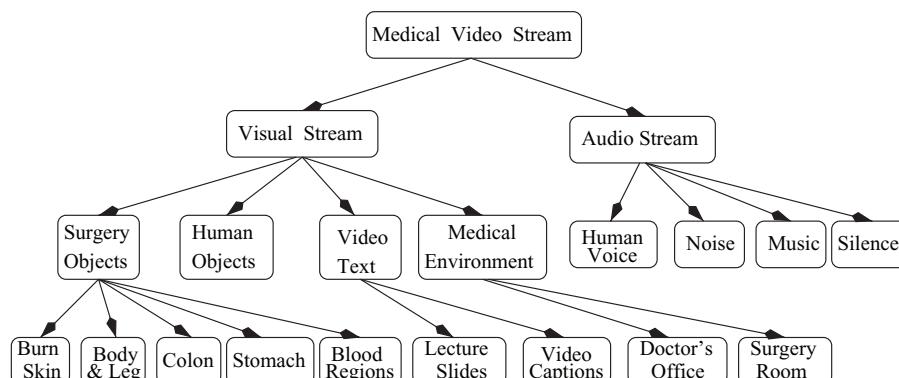 Medical Video Stream
Visual Stream
Audio Stream
Surgery
Objects
Human
Objects
Video
Text
Medical
Environment
Human
Voice
Noise
Music
Silence
Burn
Skin
Body
& Leg
Colon
Stomach
Blood
Regions
Lecture
Slides
Video
Captions
Doctor's
Office
Surgery
Room